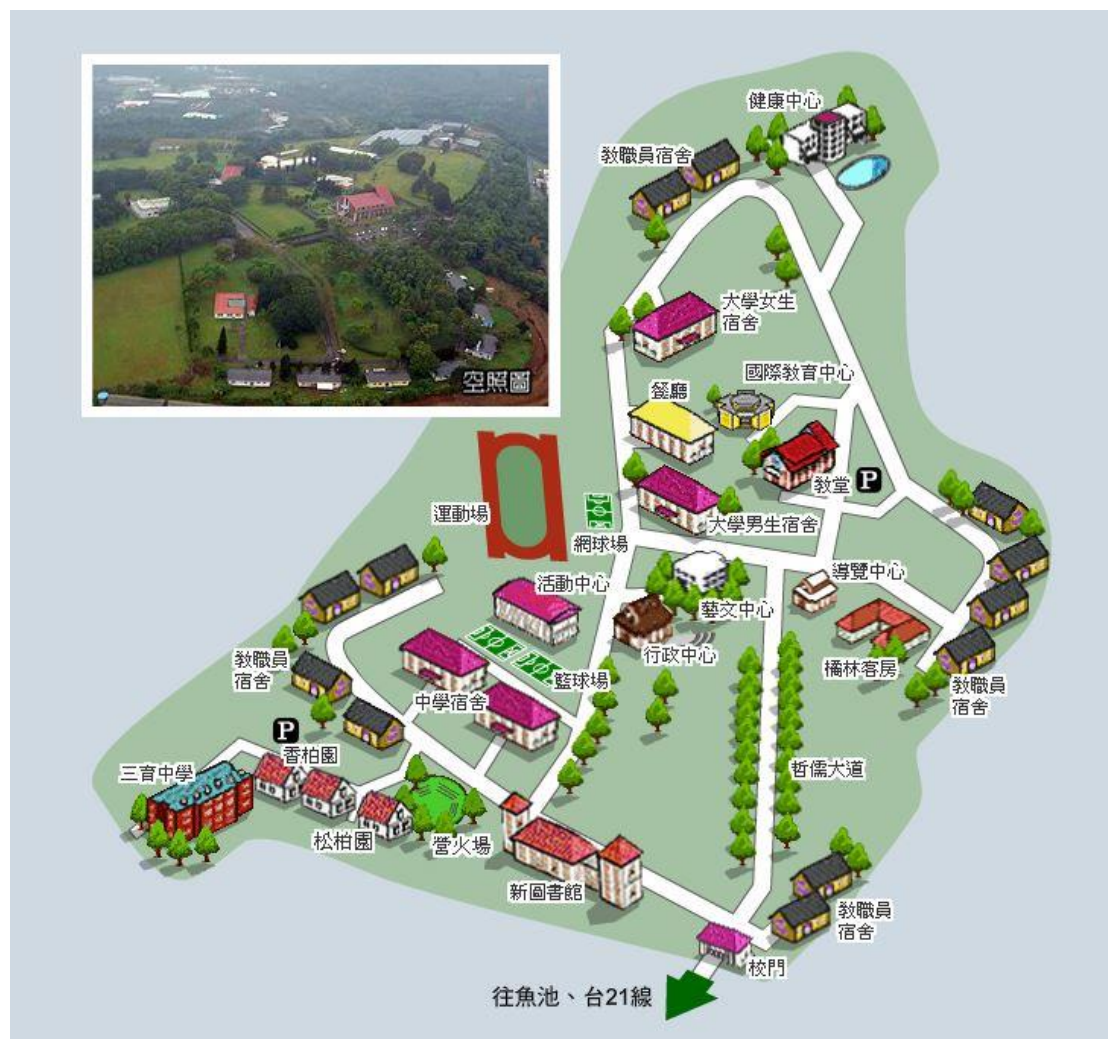 健康中心
教職員宿舍
大學女生
宿舍
國際教育中心
空照圖
餐廳
教堂
P
運動場
大學男生宿舍
網球場
活動中心
導覽中心
藝文中心
行政中心
教職員
宿舍
籃球場
橘林客房
中學宿舍
教職員
宿舍
P
香柏園
三育中學
哲儒大道
松柏園
營火場
新圖書館
教職員
宿舍
校門
往魚池、台21線